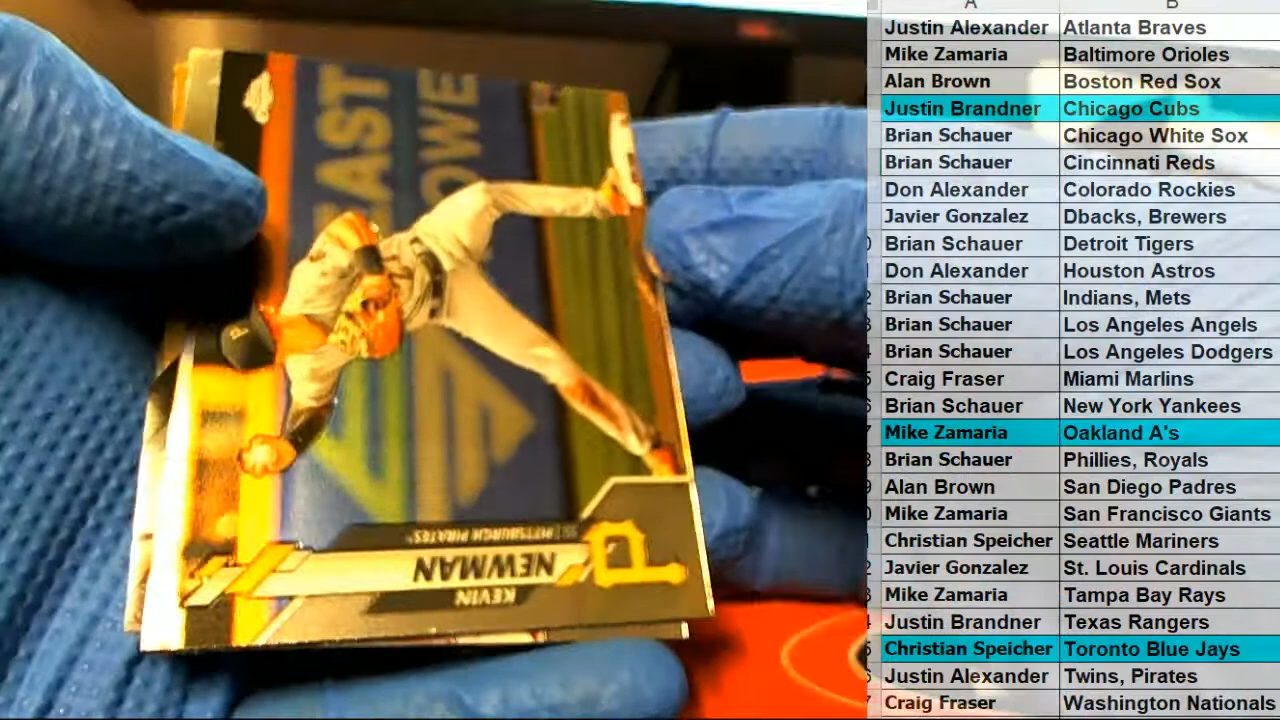 EAST
OWE
P
PITTSBURGH PIRATES
NEWMAN
KEVIN
P
A B
Justin Alexander Atlanta Braves
Mike Zamaria Baltimore Orioles
Alan Brown Boston Red Sox
Justin Brandner Chicago Cubs
Brian Schauer Chicago White Sox
Brian Schauer Cincinnati Reds
Don Alexander Colorado Rockies
Javier Gonzalez Dbacks, Brewers
Brian Schauer Detroit Tigers
Don Alexander Houston Astros
Brian Schauer Indians, Mets
Brian Schauer Los Angeles Angels
Brian Schauer Los Angeles Dodgers
Craig Fraser Miami Marlins
Brian Schauer New York Yankees
Mike Zamaria Oakland A's
Brian Schauer Phillies, Royals
Alan Brown San Diego Padres
Mike Zamaria San Francisco Giants
Christian Speicher Seattle Mariners
Javier Gonzalez St. Louis Cardinals
Mike Zamaria Tampa Bay Rays
Justin Brandner Texas Rangers
Christian Speicher Toronto Blue Jays
Justin Alexander Twins, Pirates
Craig Fraser Washington Nationals